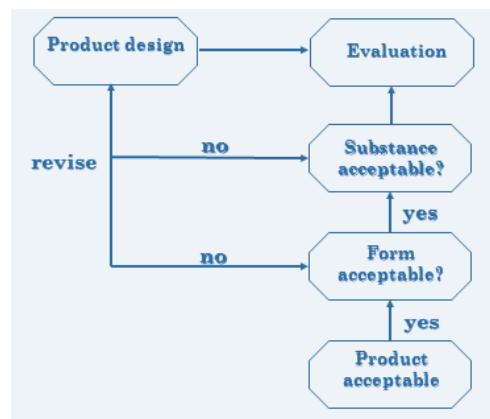 Product design
Evaluation
no
Substance
acceptable?
revise
yes
no
Form
acceptable?
yes
Product
acceptable